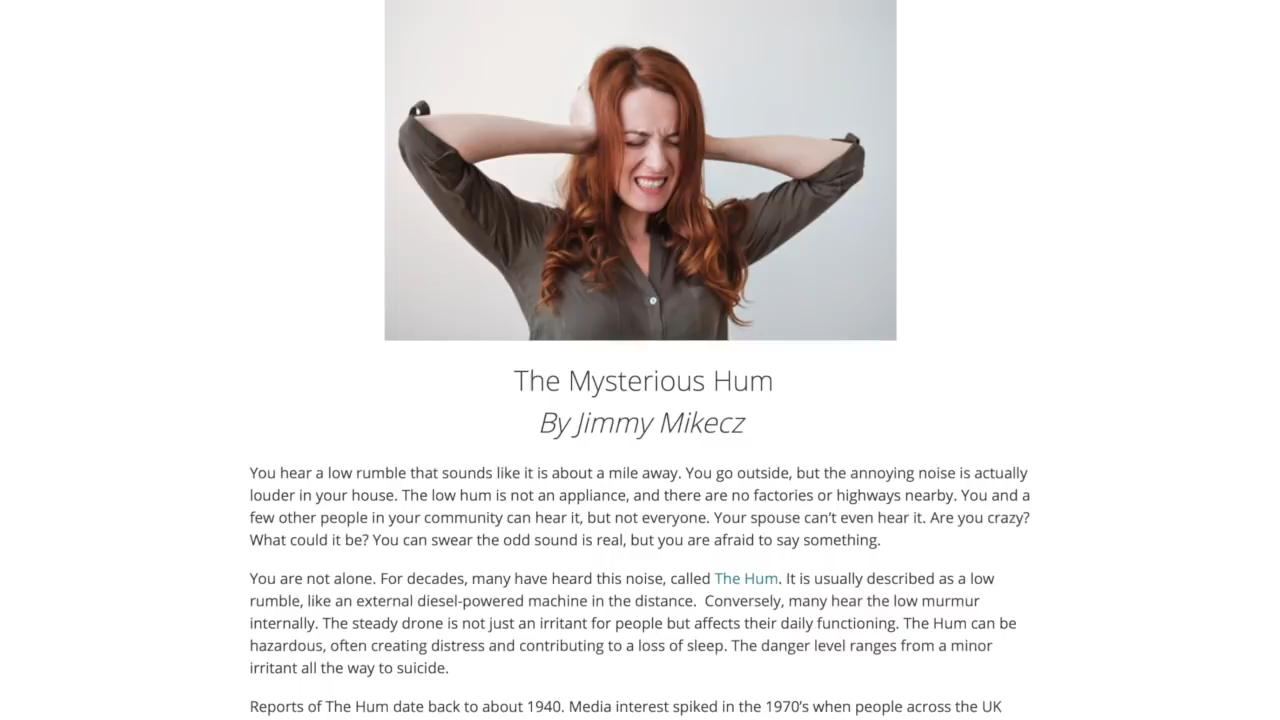 The Mysterious Hum
By Jimmy Mikecz
You hear a low rumble that sounds like it is about a mile away. You go outside, but the annoying noise is actually
louder in your house. The low hum is not an appliance, and there are no factories or highways nearby. You and a
few other people in your community can hear it, but not everyone. Your spouse can’t even hear it. Are you crazy?
What could it be? You can swear the odd sound is real, but you are afraid to say something.
You are not alone. For decades, many have heard this noise, called The Hum. It is usually described as a low
rumble, like an external diesel-powered machine in the distance.  Conversely, many hear the low murmur
internally. The steady drone is not just an irritant for people but affects their daily functioning. The Hum can be
hazardous, often creating distress and contributing to a loss of sleep. The danger level ranges from a minor
irritant all the way to suicide.
Reports of The Hum date back to about 1940. Media interest spiked in the 1970’s when people across the UK